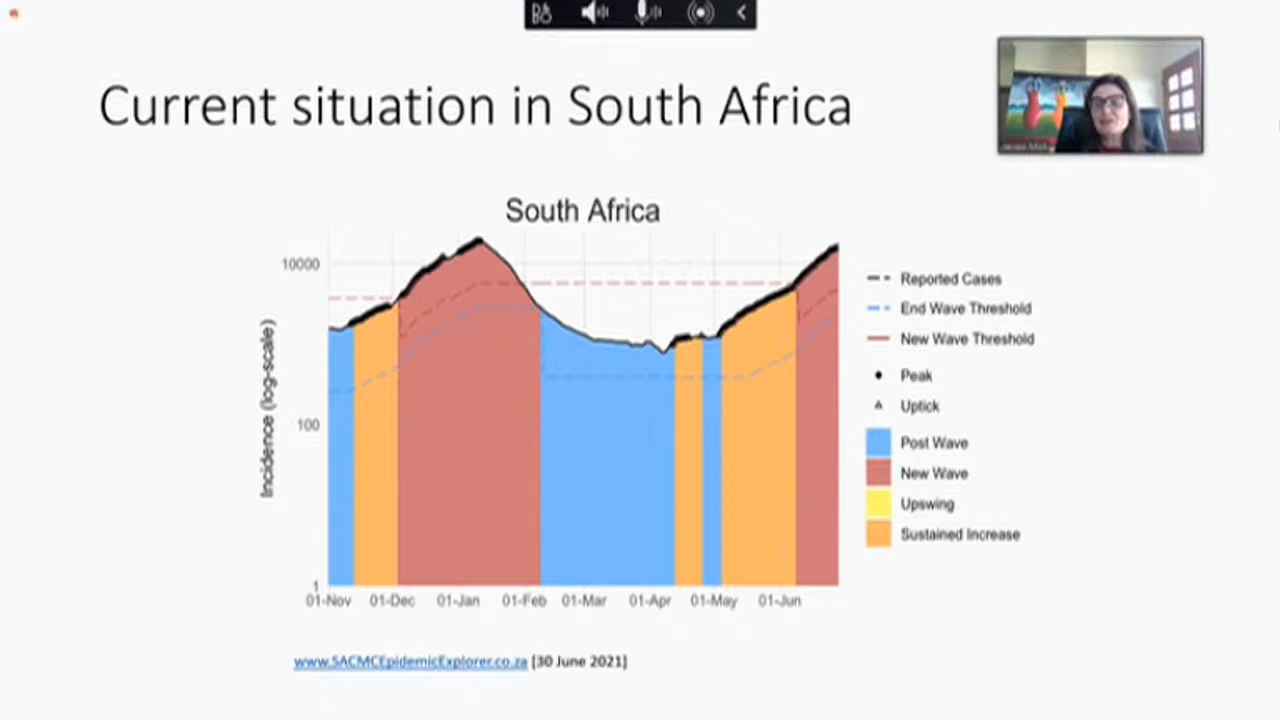 Current situation in South Africa
South Africa
10000
100
1
Incidence (log-scale)
01-Nov 01-Dec 01-Jan 01-Feb 01-Mar 01-Apr 01-May 01-Jun
Reported Cases
End Wave Threshold
New Wave Threshold
Peak
Uptick
Post Wave
New Wave
Upswing
Sustained Increase
www.SACMCEpidemicExplorer.co.za [30 June 2021]